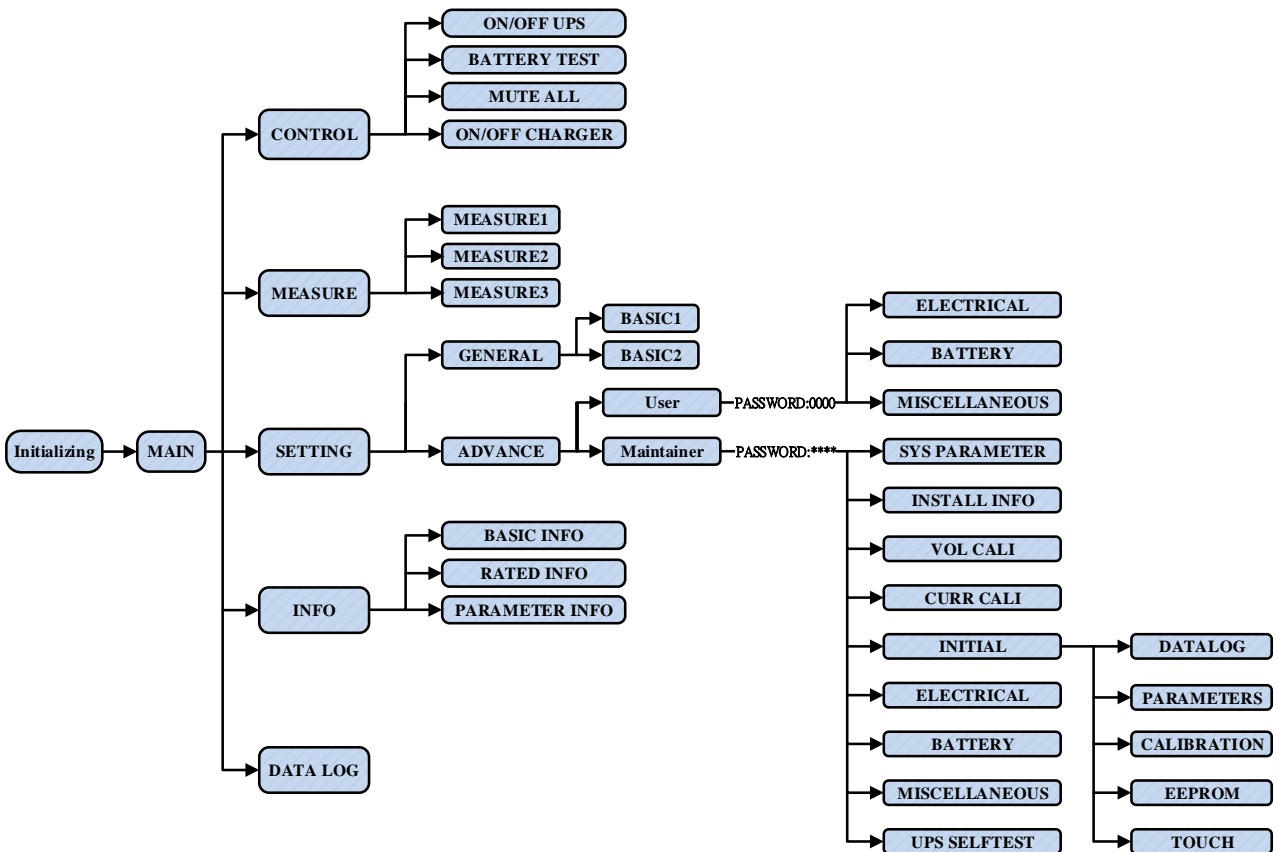 ON/OFF UPS
BATTERY TEST
MUTE ALL
CONTROL
ON/OFF CHARGER
MEASURE1
MEASURE2
MEASURE
MEASURE3
ELECTRICAL
BASIC1
GENERAL
BASIC2
BATTERY
User
PASSWORD:0000
MISCELLANEOUS
Initializing
MAIN
SETTING
ADVANCE
Maintainer
PASSWORD:****
SYS PARAMETER
INSTALL INFO
BASIC INFO
VOL CALI
RATED INFO
CURR CALI
INFO
PARAMETER INFO
INITIAL
DATALOG
ELECTRICAL
PARAMETERS
BATTERY
CALIBRATION
DATA LOG
MISCELLANEOUS
EEPROM
UPS SELFTEST
TOUCH